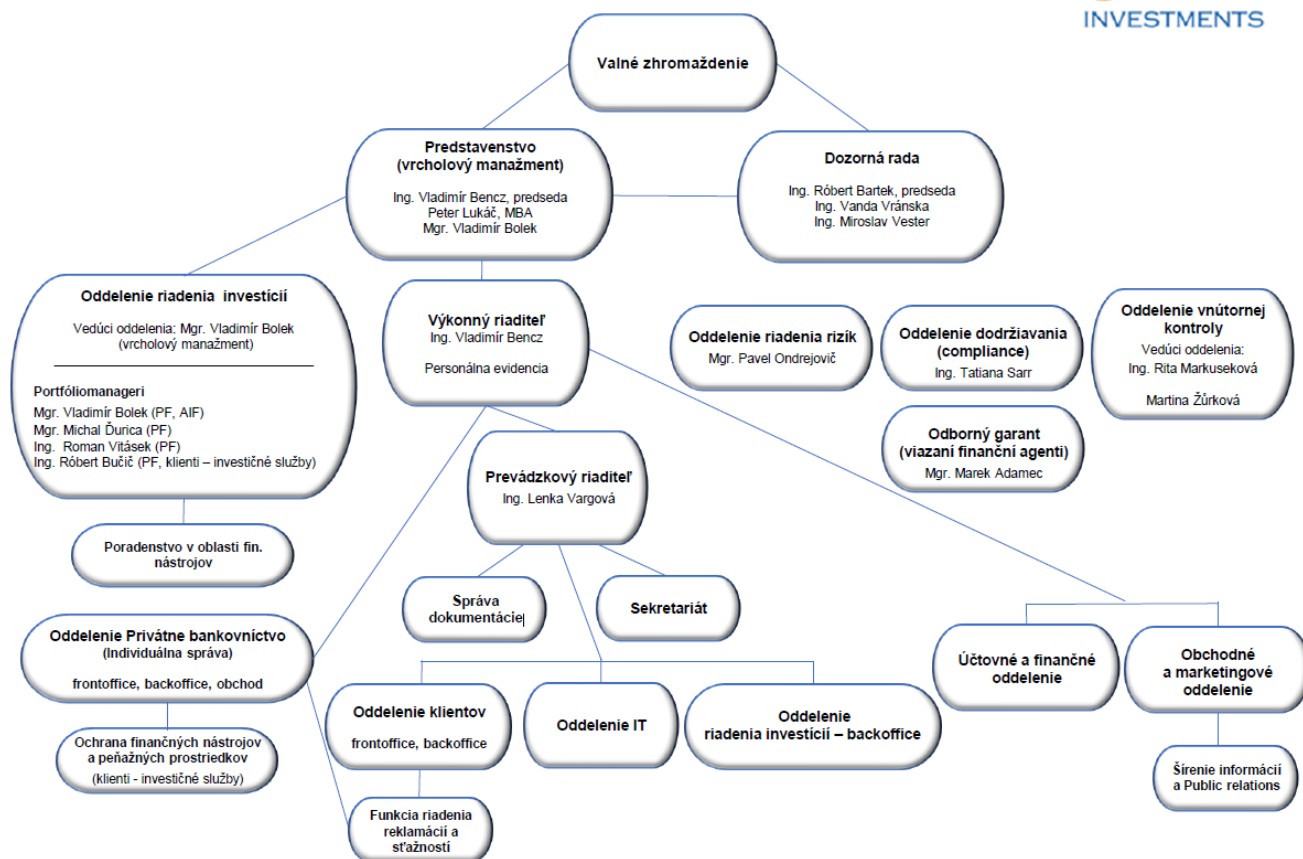 INVESTMENTS
Valné zhromaždenie
Predstavenstvo
(vrcholový manažment)
Ing. Vladimír Bencz, predseda
Peter Lukáč, MBA
Mgr. Vladimír Bolek
Dozorná rada
Ing. Róbert Bartek, predseda
Ing. Vanda Vránska
Ing. Miroslav Vester
Oddelenie riadenia investícií
Vedúci oddelenia: Mgr. Vladimír Bolek
(vrcholový manažment)
Portfóliomanageri
Mgr. Vladimír Bolek (PF, AIF)
Mgr. Michal Ďurica (PF)
Ing. Roman Vitásek (PF)
Ing. Róbert Bučič (PF, klienti – investičné služby)
Výkonný riaditeľ
Ing. Vladimír Bencz
Personálna evidencia
Oddelenie riadenia rizík
Mgr. Pavel Ondrejovič
Oddelenie dodržiavania
(compliance)
Ing. Tatiana Sarr
Oddelenie vnútornej
kontroly
Vedúci oddelenia:
Ing. Rita Markuseková
Martina Žúrková
Odborný garant
(viazaní finanční agenti)
Mgr. Marek Adamec
Prevádzkový riaditeľ
Ing. Lenka Vargová
Poradenstvo v oblasti fin.
nástrojov
Správa
dokumentácie
Sekretariát
Oddelenie Privátne bankovníctvo
(Individuálna správa)
frontoffice, backoffice, obchod
Účtovné a finančné
oddelenie
Obchodné
a marketingové
oddelenie
Oddelenie klientov
frontoffice, backoffice
Oddelenie IT
Oddelenie
riadenia investícií – backoffice
Ochrana finančných nástrojov
a peňažných prostriedkov
(klienti - investičné služby)
Šírenie informácií
a Public relations
Funkcia riadenia
reklamácií a
sťažností